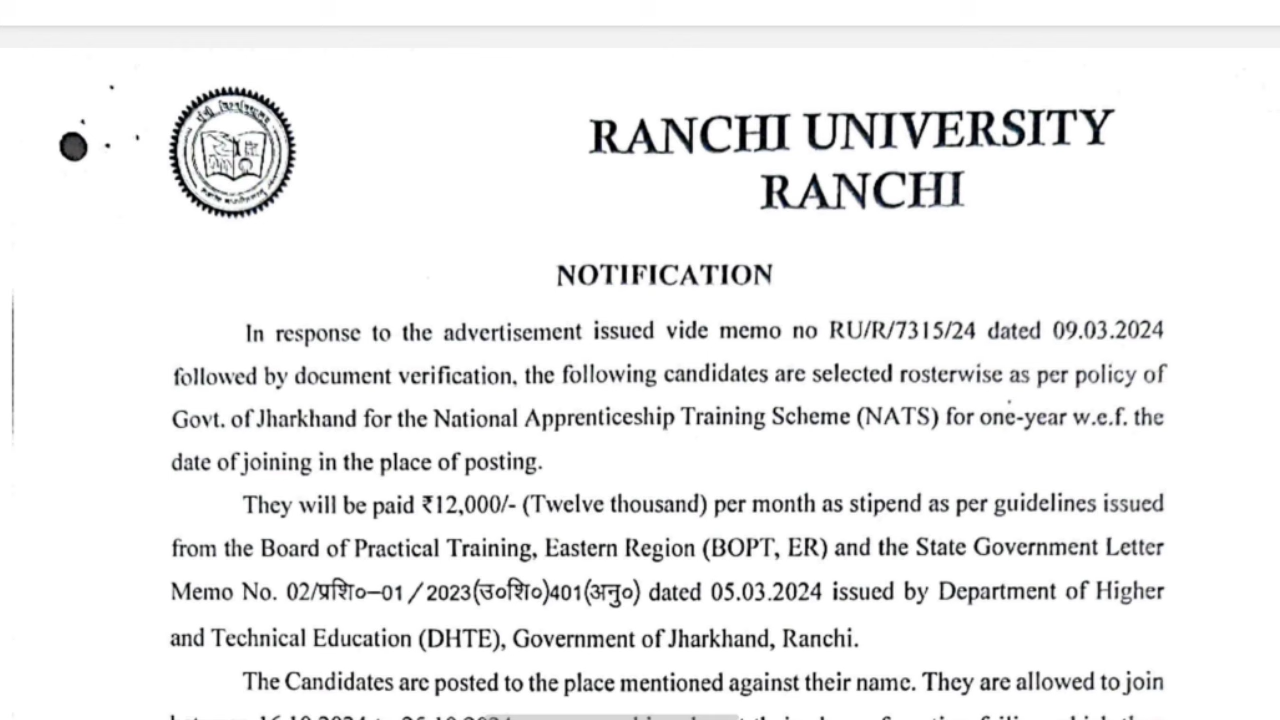 RANCHI UNIVERSITY
RANCHI
NOTIFICATION
In response to the advertisement issued vide memo no RU/R/7315/24 dated 09.03.2024
followed by document verification, the following candidates are selected rosterwise as per policy of
Govt. of Jharkhand for the National Apprenticeship Training Scheme (NATS) for one-year w.e.f. the
date of joining in the place of posting.
They will be paid ₹12,000/- (Twelve thousand) per month as stipend as per guidelines issued
from the Board of Practical Training, Eastern Region (BOPT, ER) and the State Government Letter
Memo No. 02/प्रशि०–01 / 2023(उ०शि०)401(अनु०) dated 05.03.2024 issued by Department of Higher
and Technical Education (DHTE), Government of Jharkhand, Ranchi.
The Candidates are posted to the place mentioned against their name. They are allowed to join